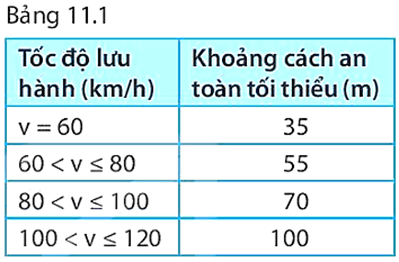 Bảng 11.1
Tốc độ lưu hành (km/h) Khoảng cách an toàn tối thiểu (m)
v = 60 35
60 < v ≤ 80 55
80 < v ≤ 100 70
100 < v ≤ 120 100